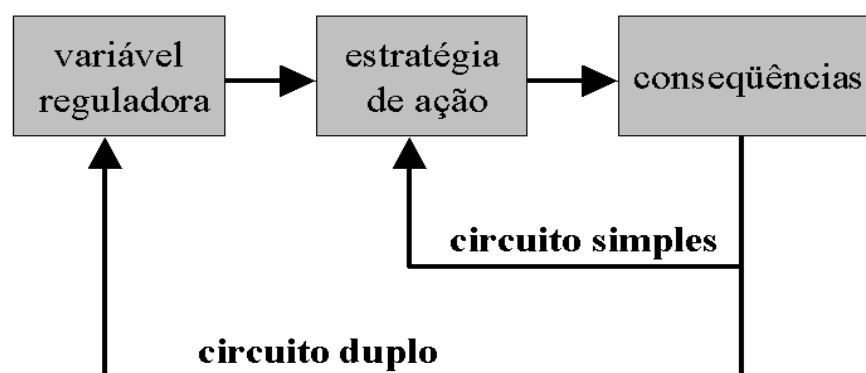 variável
reguladora
estratégia
de ação
conseqüências
circuito simples
circuito duplo